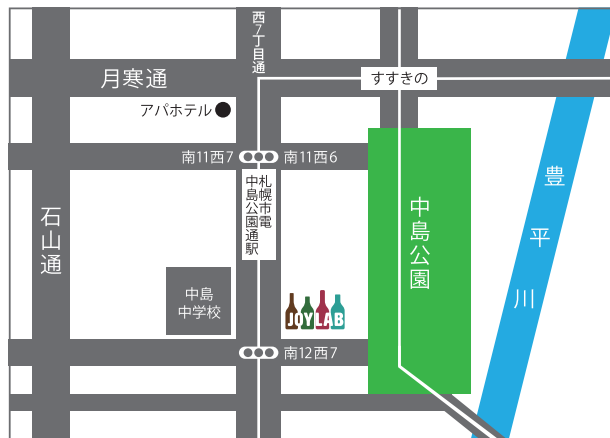 西7丁目通
月寒通
すすきの
アパホテル
南11西7
南11西6
札幌市電
中島公園通駅
石山通
中島公園
豊平川
中島
中学校
JOYLAB
南12西7